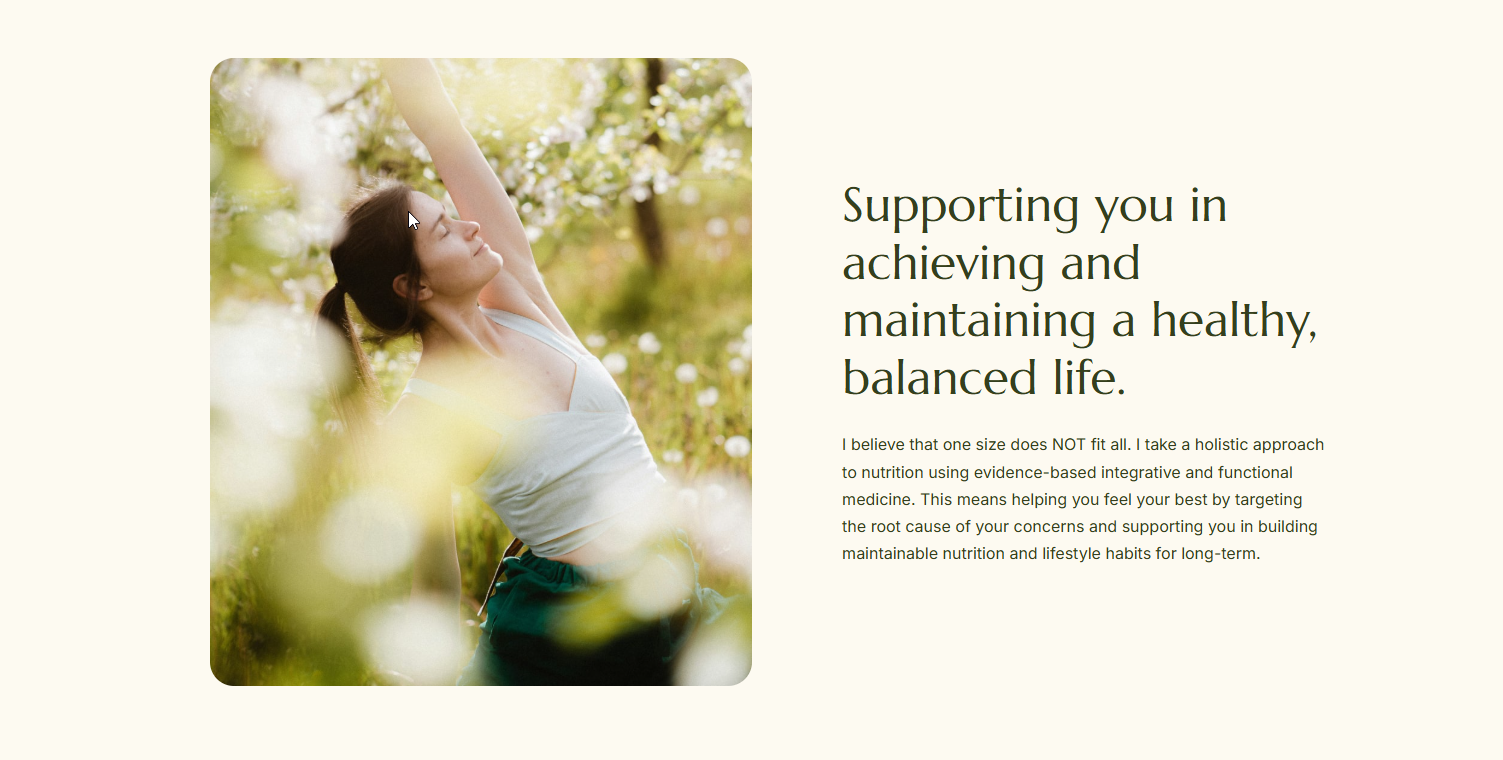 Supporting you in
achieving and
maintaining a healthy,
balanced life.
I believe that one size does NOT fit all. I take a holistic approach
to nutrition using evidence-based integrative and functional
medicine. This means helping you feel your best by targeting
the root cause of your concerns and supporting you in building
maintainable nutrition and lifestyle habits for long-term.